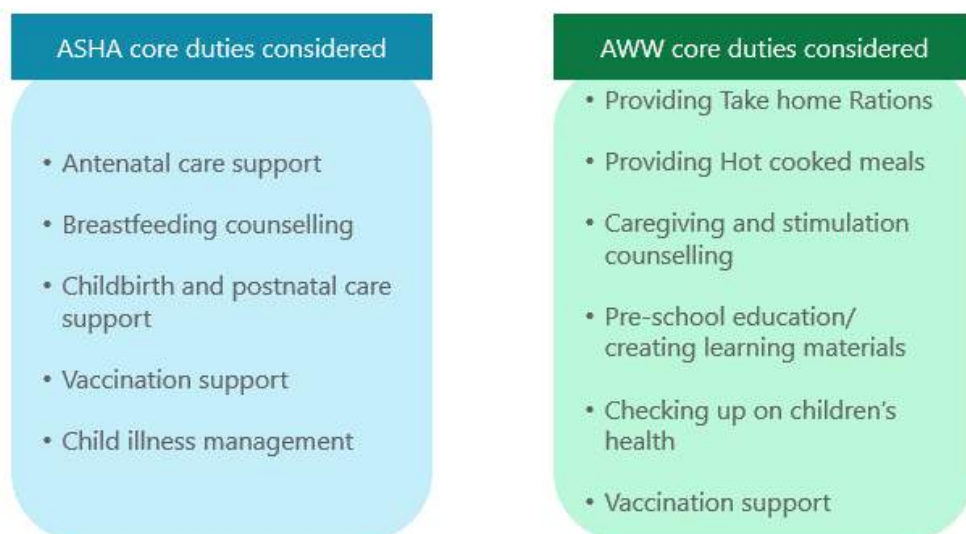 ASHA core duties considered
• Antenatal care support
• Breastfeeding counselling
• Childbirth and postnatal care
support
• Vaccination support
• Child illness management
AWW core duties considered
• Providing Take home Rations
• Providing Hot cooked meals
• Caregiving and stimulation
counselling
• Pre-school education/
creating learning materials
• Checking up on children’s
health
• Vaccination support